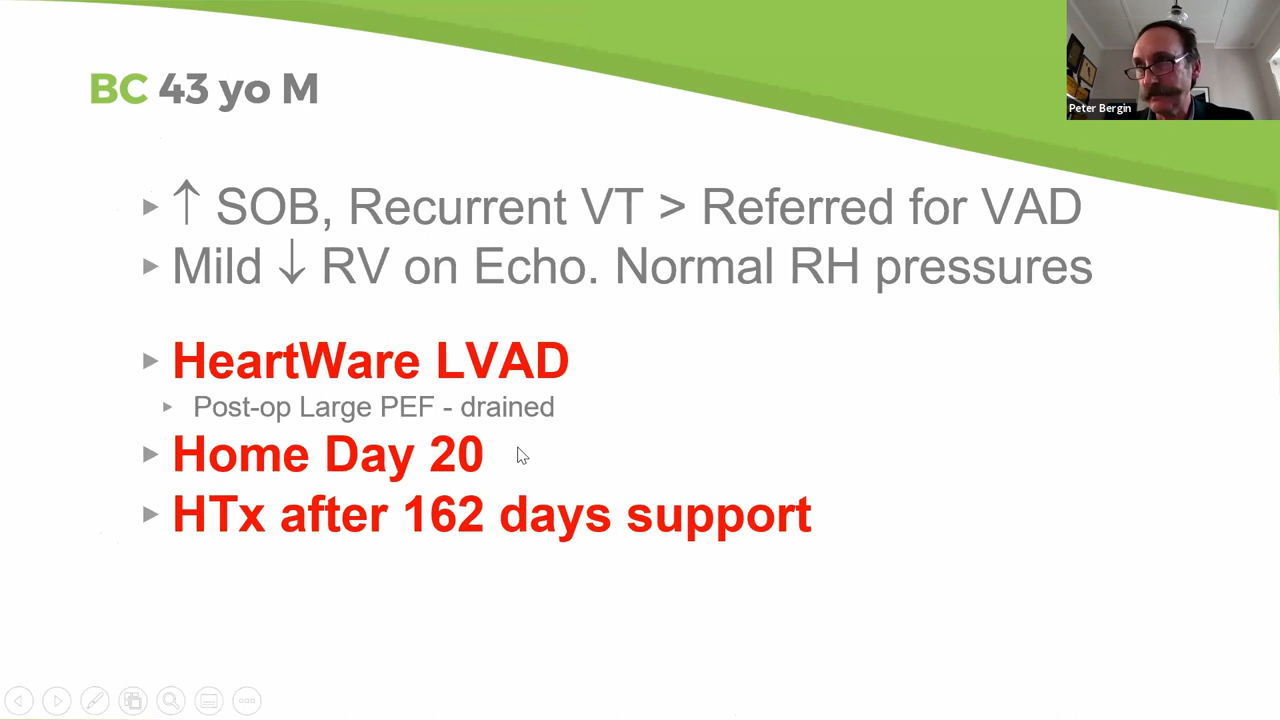 BC 43 yo M
Peter Bergin
↑ SOB, Recurrent VT > Referred for VAD
Mild ↓ RV on Echo. Normal RH pressures
HeartWare LVAD
Post-op Large PEF - drained
Home Day 20
HTx after 162 days support